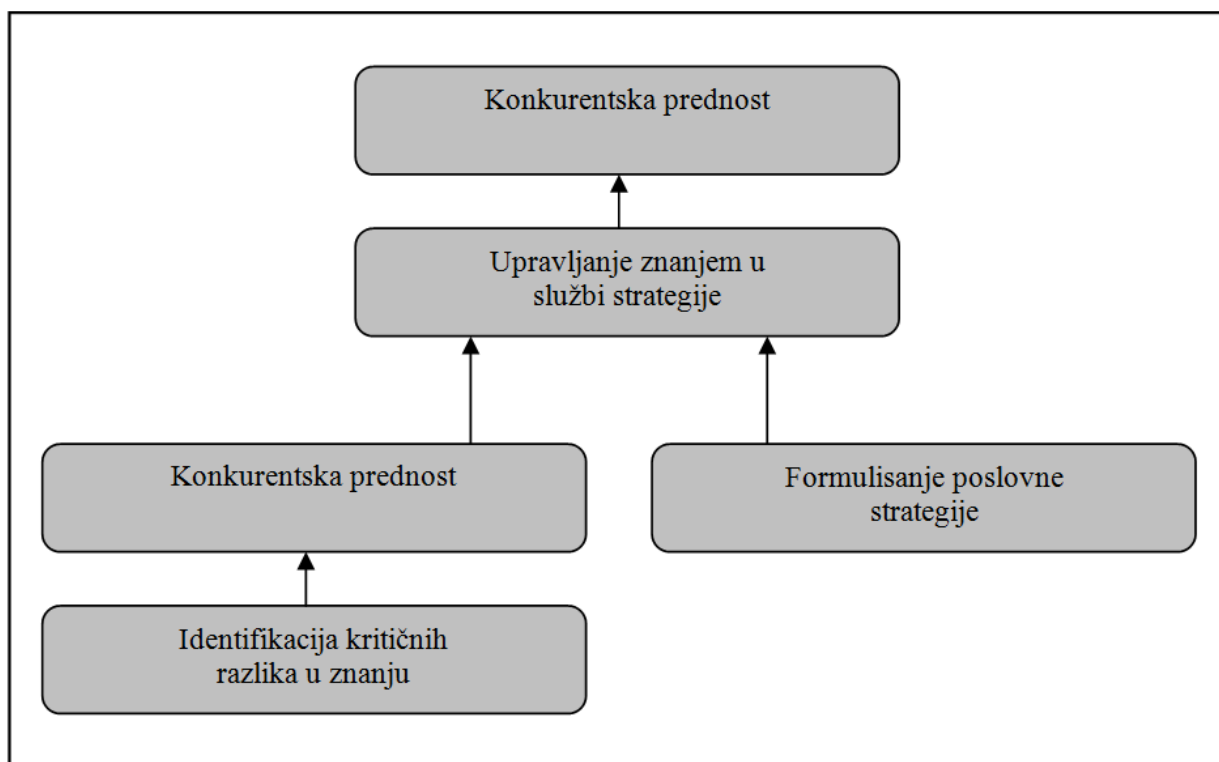 Konkurentska prednost
Upravljanje znanjem u
službi strategije
Konkurentska prednost
Formulisanje poslovne
strategije
Identifikacija kritičnih
razlika u znanju